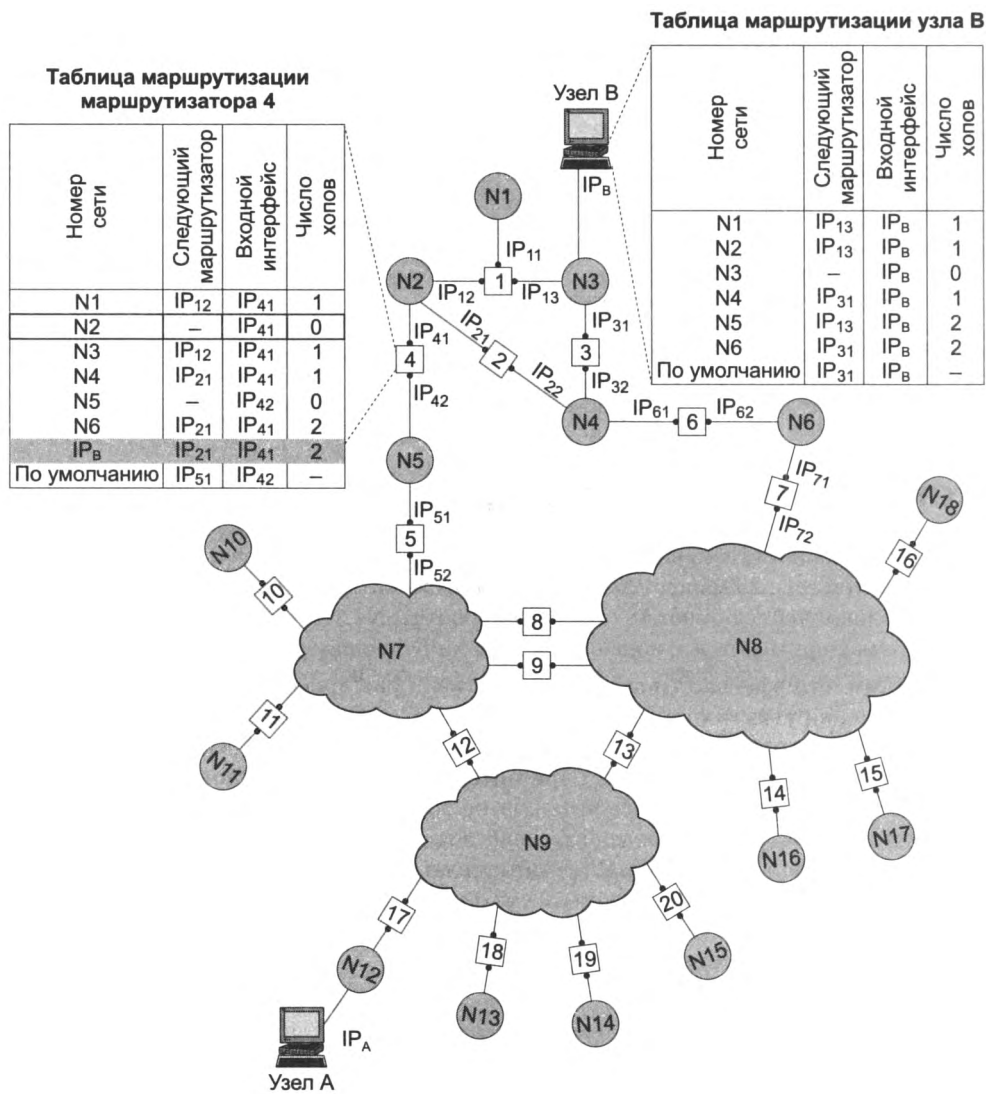 Таблица маршрутизации узла В
Номер сети Следующий маршрутизатор Входной интерфейс Число хопов
N1 IP13 IPB 1
N2 IP13 IPB 1
N3 – IPB 0
N4 IP31 IPB 1
N5 IP13 IPB 2
N6 IP31 IPB 2
По умолчанию IP31 IPB –
Таблица маршрутизации
маршрутизатора 4
Номер сети Следующий маршрутизатор Входной интерфейс Число хопов
N1 IP12 IP41 1
N2 – IP41 0
N3 IP12 IP41 1
N4 IP21 IP41 1
N5 – IP42 0
N6 IP21 IP41 2
IPB IP21 IP41 2
По умолчанию IP51 IP42 –
Узел В
IPB
N1
IP11
N2
IP12
1
IP13
N3
IP41
IP21
IP31
4
2
3
IP42
IP22
IP32
N4
IP61
6
IP62
N6
N5
IP71
7
IP72
IP51
5
IP52
N10
10
N18
16
N7
8
9
N8
11
N11
12
13
14
15
N16
N17
N9
17
18
19
20
N12
N13
N14
N15
IPA
Узел А